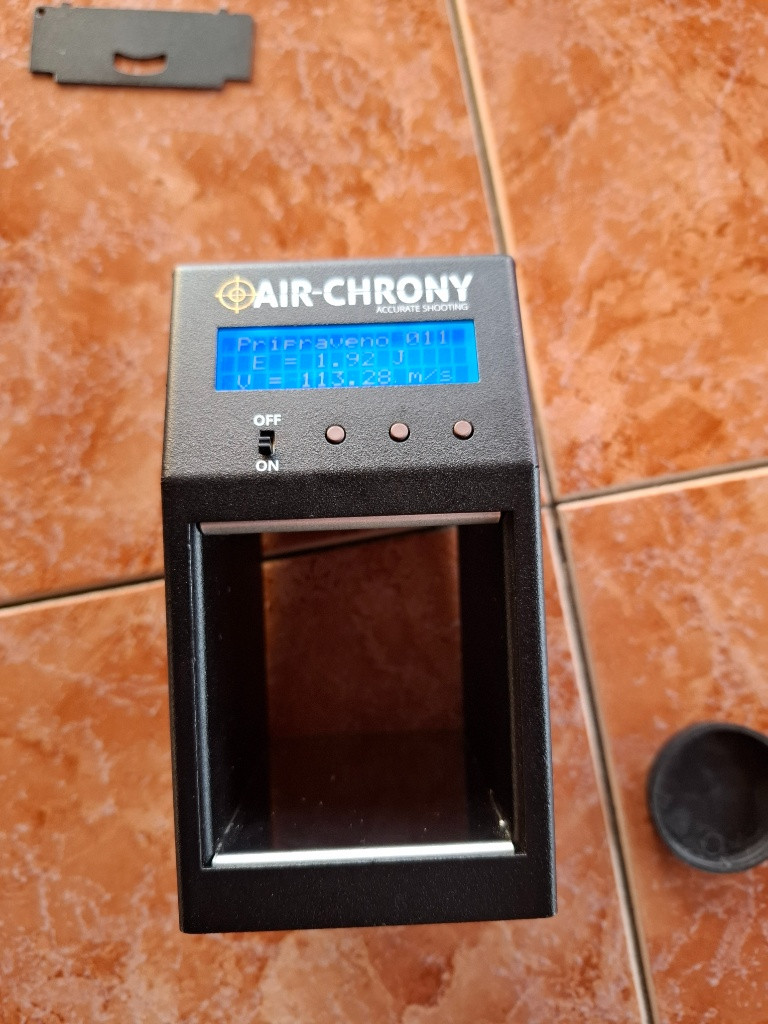 AIR-CHRONY
ACCURATE SHOOTING
Pripraveno 011
E = 1.92 J
V = 113.28 m/s
OFF
ON